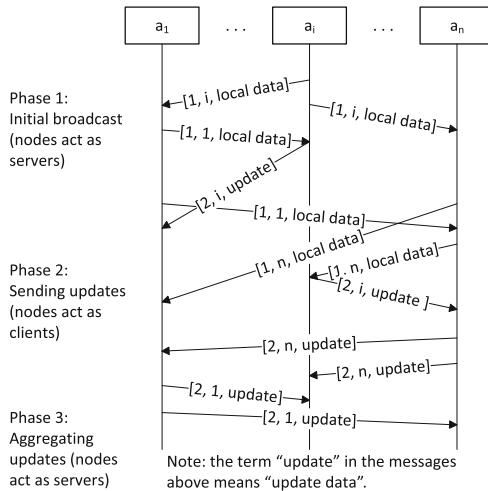 a1 . . . ai . . . an
Phase 1:
Initial broadcast
(nodes act as
servers)
[1, i, local data]
[1, i, local data]
[1, 1, local data]
[2, i, update]
[1, 1, local data]
[1, n, local data]
[1, n, local data]
Phase 2:
Sending updates
(nodes act as
clients)
[2, i, update ]
[2, n, update]
[2, n, update]
[2, 1, update]
[2, 1, update]
Phase 3:
Aggregating
updates (nodes
act as servers)
Note: the term “update” in the messages
above means “update data”.